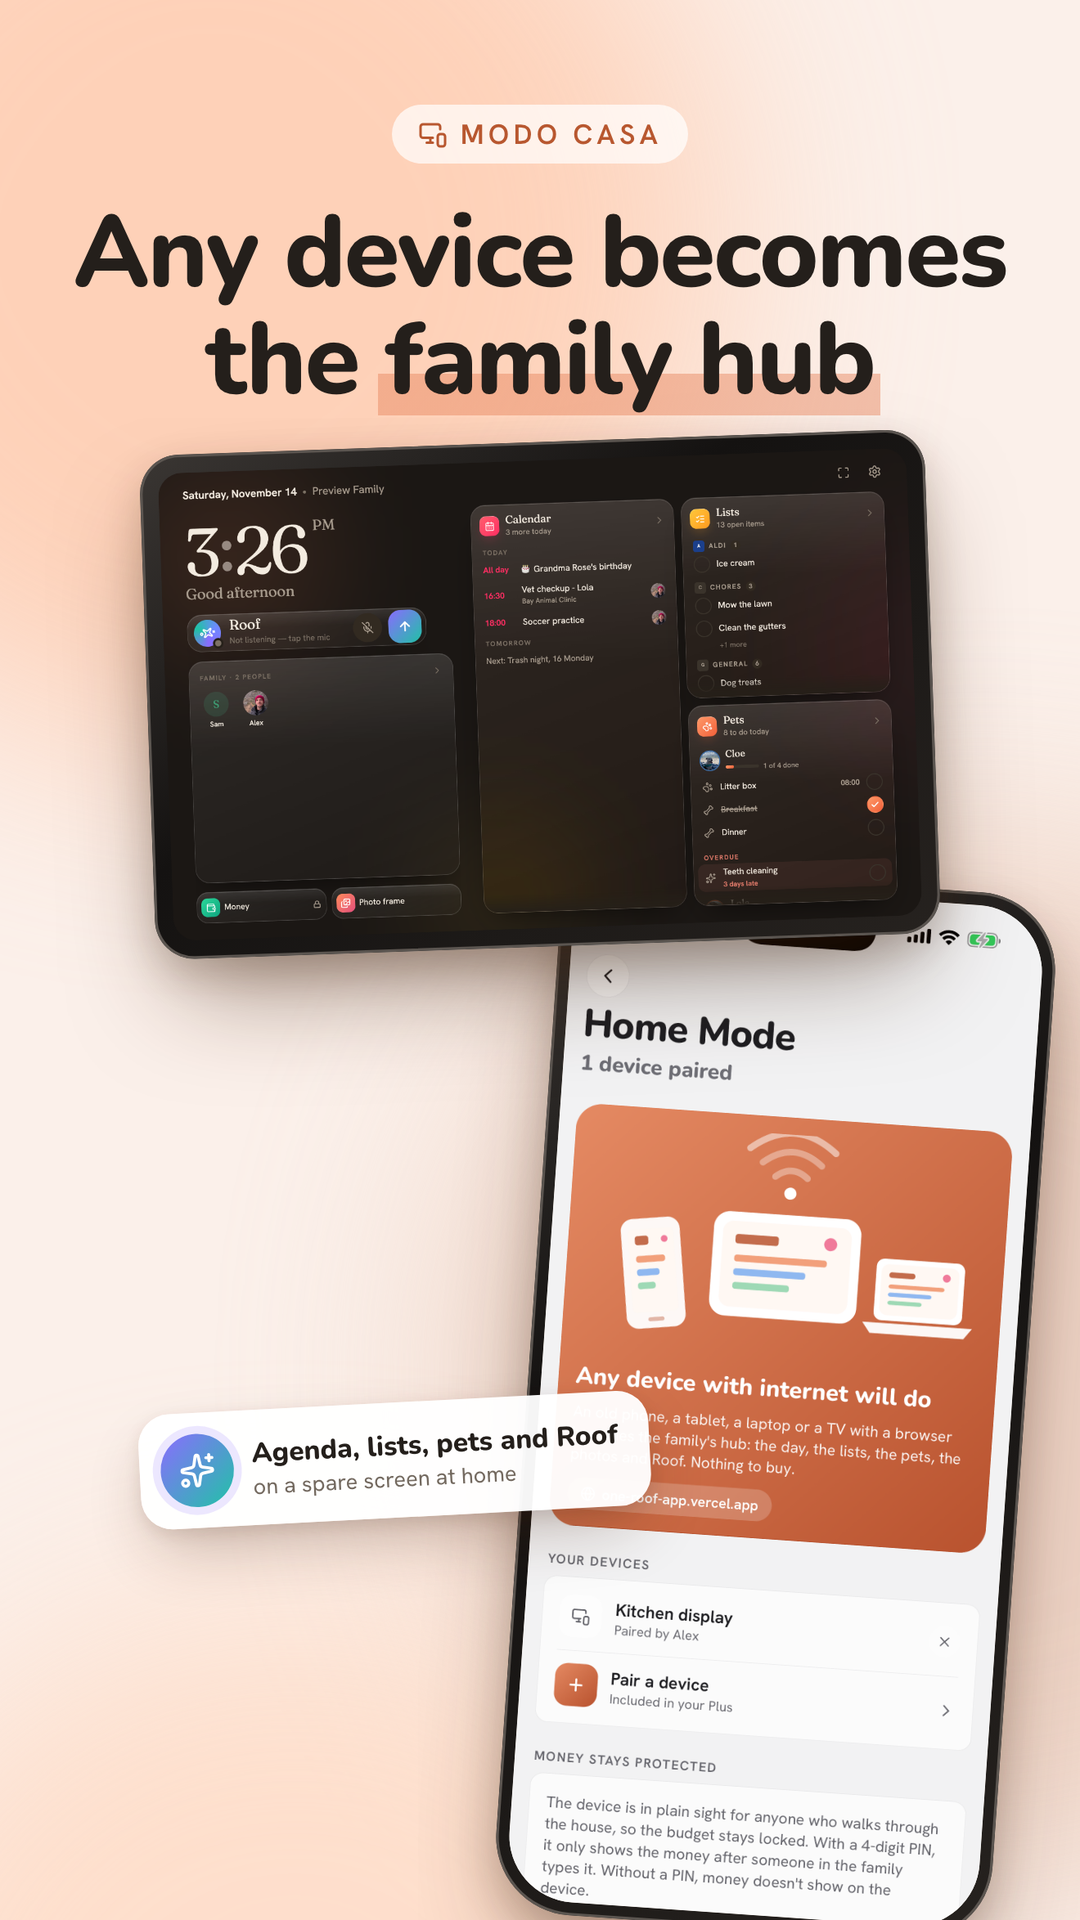 MODO CASA
Any device becomes
the family hub
Saturday, November 14 • Preview Family
3:26 PM
Good afternoon
Roof
Not listening — tap the mic
FAMILY · 2 PEOPLE
S
Sam
Alex
Money
Photo frame
Calendar
3 more today
TODAY
All day
Grandma Rose's birthday
16:30
Vet checkup - Lola
Bay Animal Clinic
18:00
Soccer practice
TOMORROW
Next: Trash night, 16 Monday
Lists
13 open items
A ALDI 1
Ice cream
C CHORES 3
Mow the lawn
Clean the gutters
+1 more
G GENERAL 6
Dog treats
Pets
8 to do today
Cloe
1 of 4 done
Litter box 08:00
Breakfast
Dinner
OVERDUE
Teeth cleaning
3 days late
Home Mode
1 device paired
Any device with internet will do
a tablet, a laptop or a TV with a browser
the family's hub: the day, the lists, the pets, the
Roof. Nothing to buy.
oof-app.vercel.app
Agenda, lists, pets and Roof
on a spare screen at home
YOUR DEVICES
Kitchen display
Paired by Alex
Pair a device
Included in your Plus
MONEY STAYS PROTECTED
The device is in plain sight for anyone who walks through
the house, so the budget stays locked. With a 4-digit PIN,
it only shows the money after someone in the family
types it. Without a PIN, money doesn't show on the
device.